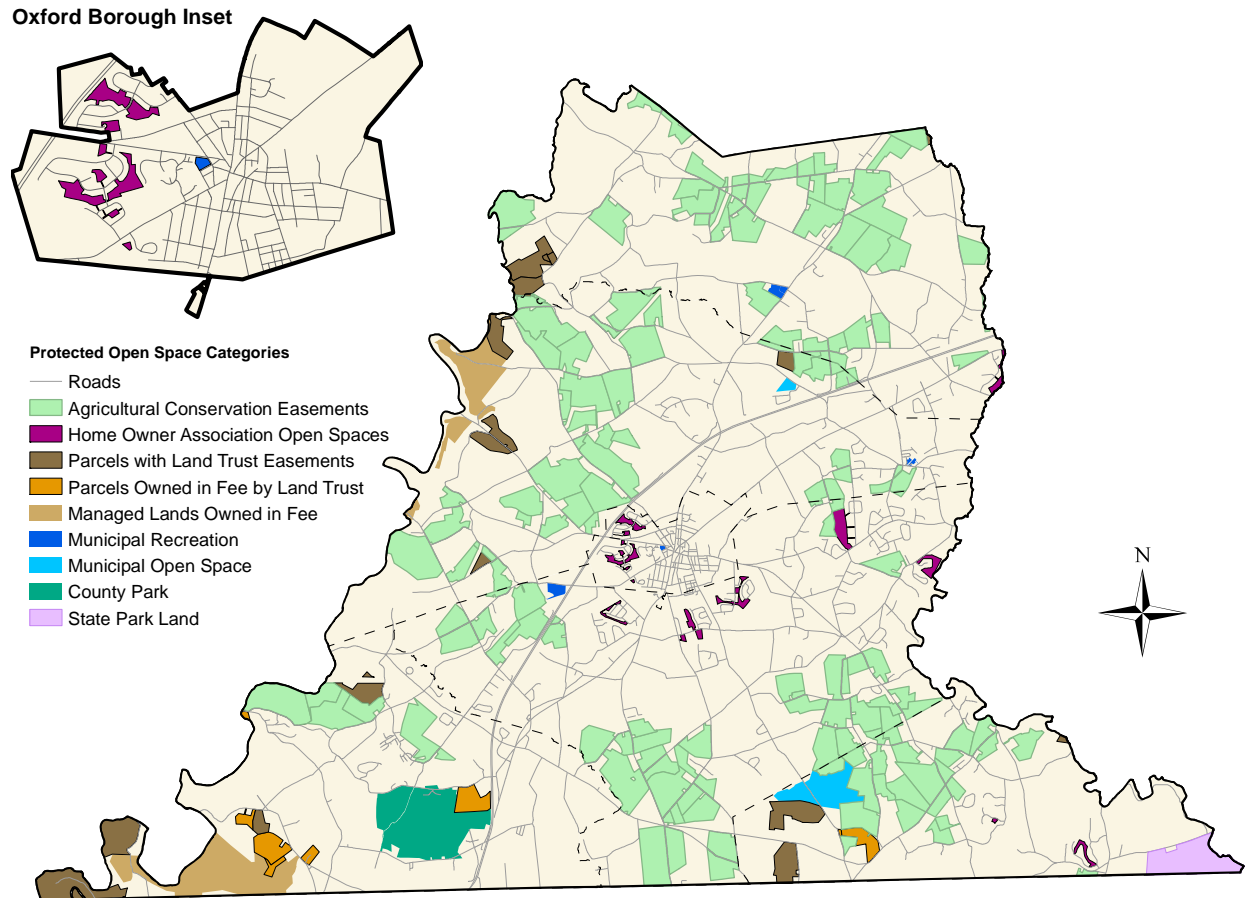 Oxford Borough Inset
Protected Open Space Categories
Roads
Agricultural Conservation Easements
Home Owner Association Open Spaces
Parcels with Land Trust Easements
Parcels Owned in Fee by Land Trust
Managed Lands Owned in Fee
Municipal Recreation
Municipal Open Space
County Park
State Park Land
N